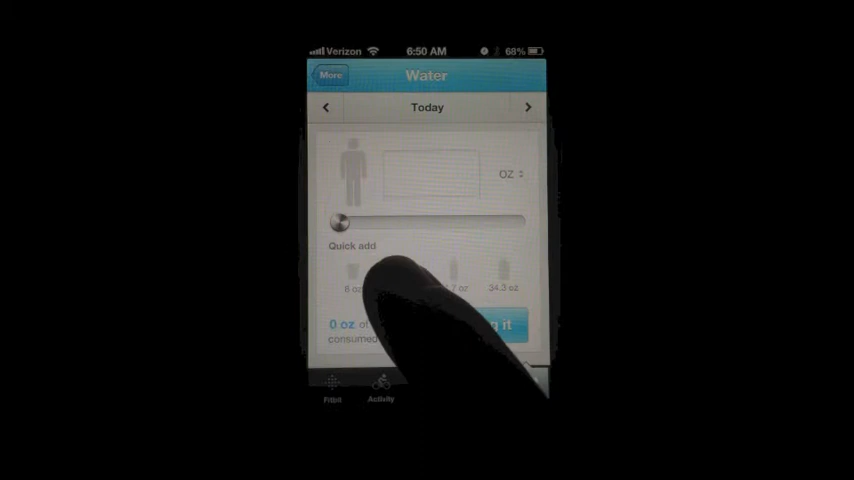 Verizon 6:50 AM 68%
More Water
Today
OZ
Quick add
6 oz 34.3 oz
0 oz
consumed
Fitbit Activity